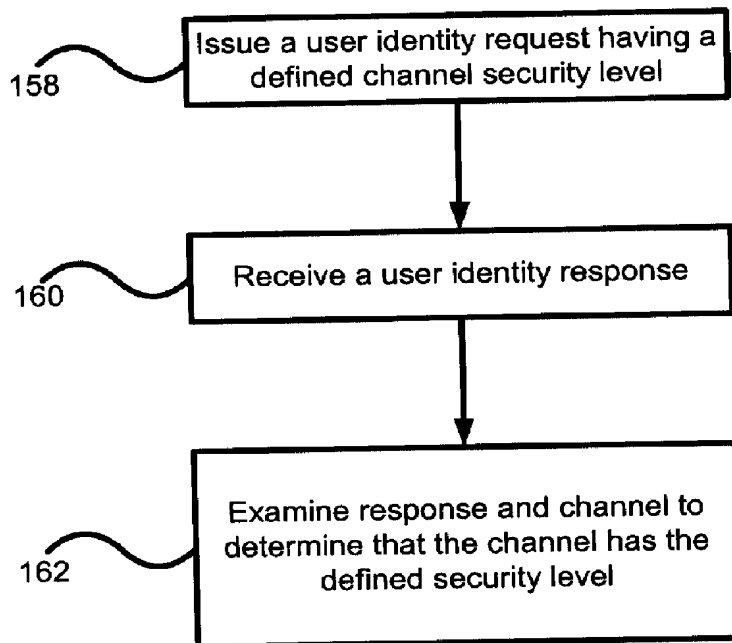 Issue a user identity request having a
defined channel security level
158
Receive a user identity response
160
Examine response and channel to
determine that the channel has the
defined security level
162